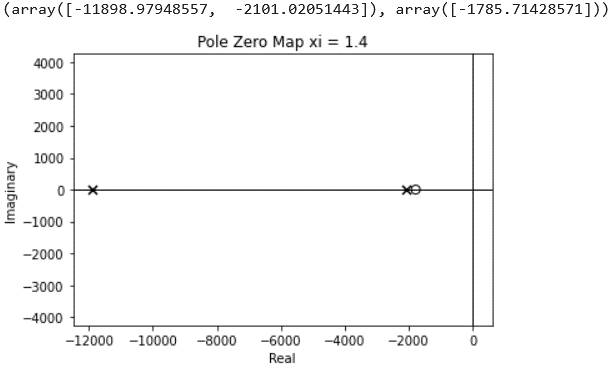 (array([-11898.97948557,  -2101.02051443]), array([-1785.71428571]))
Pole Zero Map xi = 1.4
4000
3000
2000
1000
0
−1000
−2000
−3000
−4000
Imaginary
−12000 −10000 −8000 −6000 −4000 −2000 0
Real